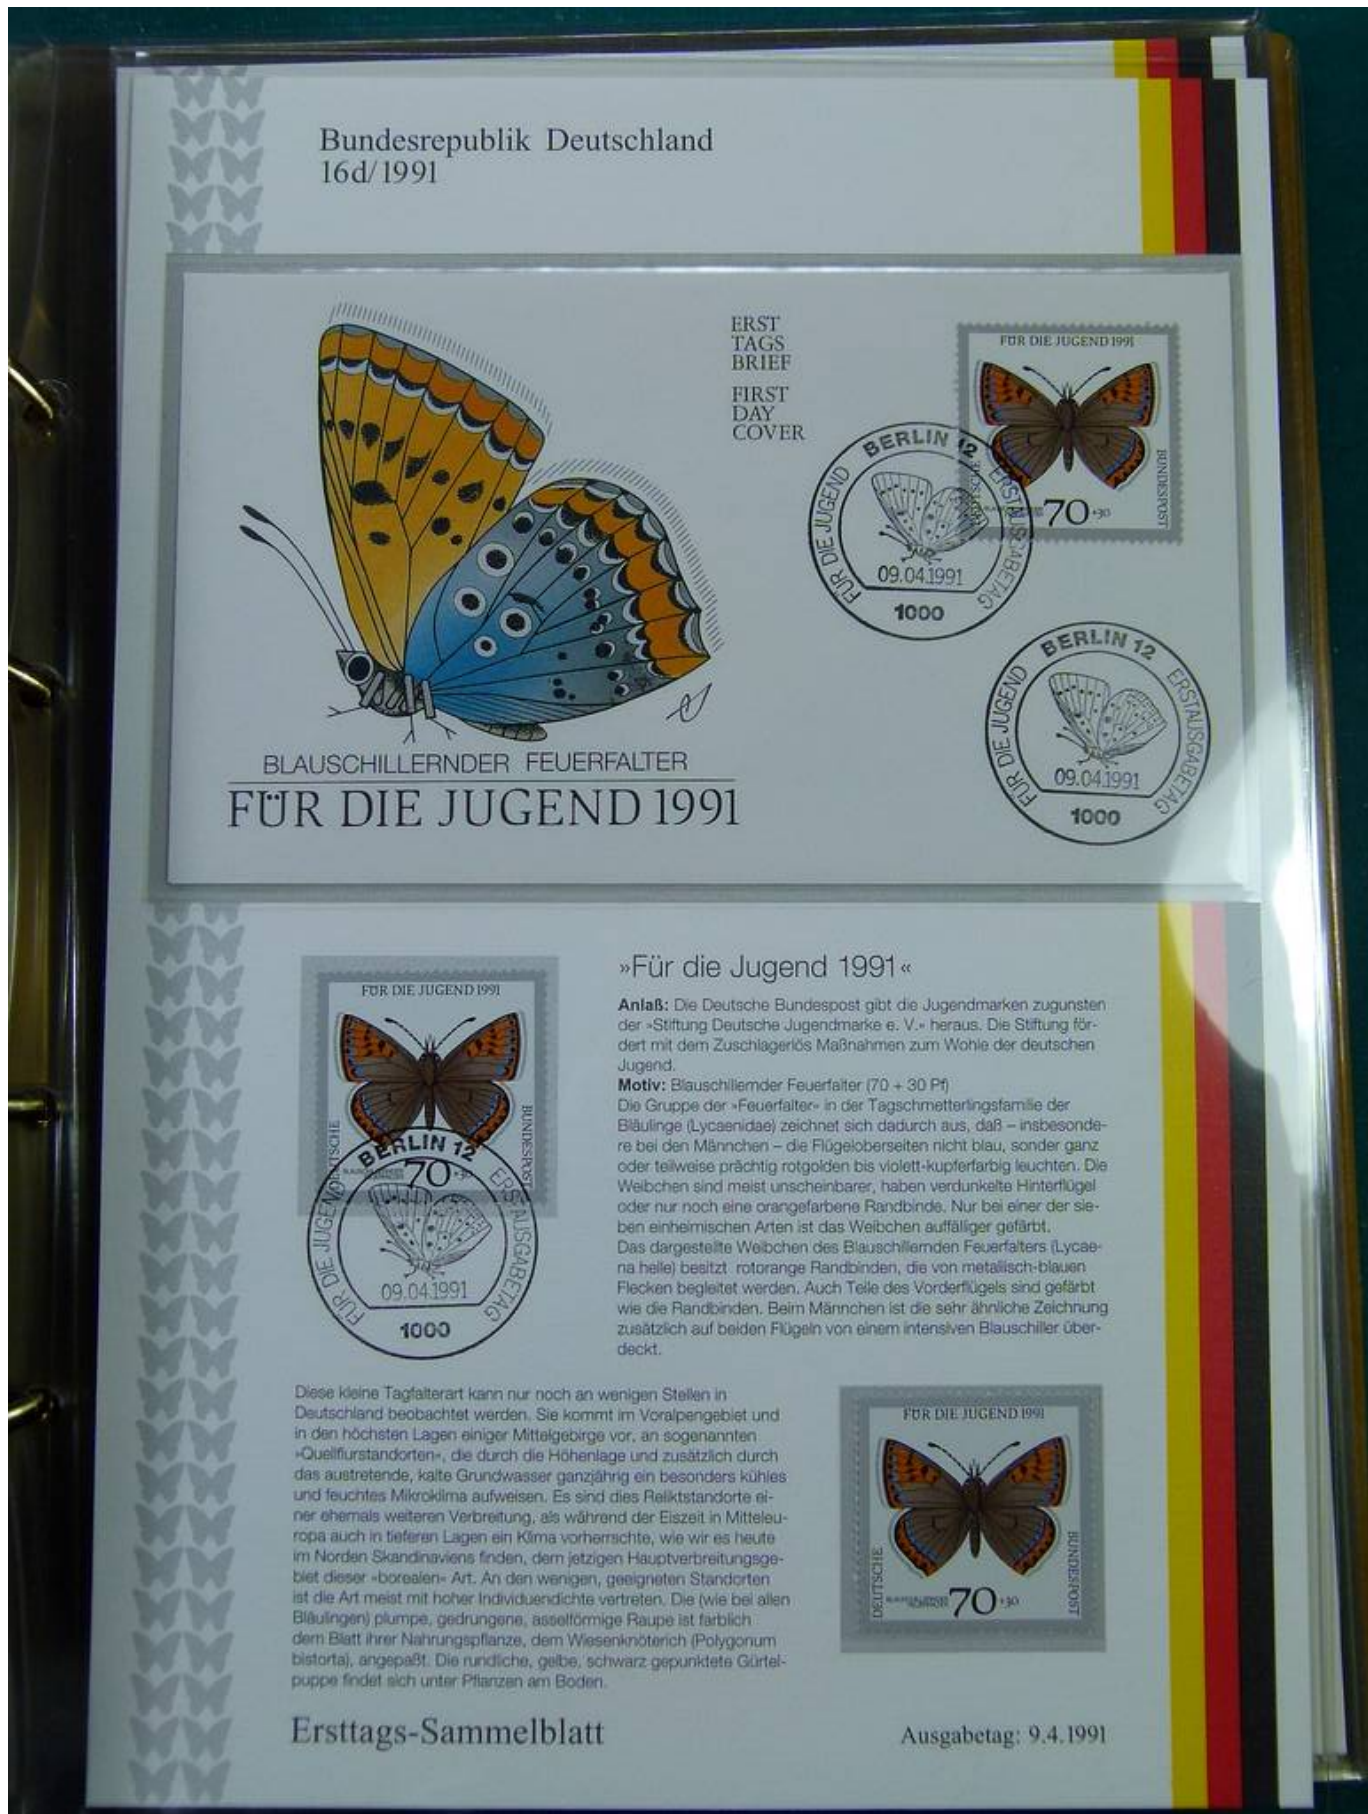 Bundesrepublik Deutschland
16d/1991
ERST
TAGS
BRIEF
FIRST
DAY
COVER
FÜR DIE JUGEND 1991
DEUTSCHE
BUNDESPOST
70 +30
BERLIN 12
FÜR DIE JUGEND
ERSTAUSGABETAG
09.04.1991
1000
BERLIN 12
FÜR DIE JUGEND
ERSTAUSGABETAG
09.04.1991
1000
BLAUSCHILLERNDER FEUERFALTER
FÜR DIE JUGEND 1991
FÜR DIE JUGEND 1991
DEUTSCHE
BUNDESPOST
70 +30
BERLIN 12
FÜR DIE JUGEND
ERSTAUSGABETAG
09.04.1991
1000
»Für die Jugend 1991«
Anlaß: Die Deutsche Bundespost gibt die Jugendmarken zugunsten
der »Stiftung Deutsche Jugendmarke e. V.« heraus. Die Stiftung för-
dert mit dem Zuschlagerlös Maßnahmen zum Wohle der deutschen
Jugend.
Motiv: Blauschillernder Feuerfalter (70 + 30 Pf)
Die Gruppe der »Feuerfalter« in der Tagschmetterlingsfamilie der
Bläulinge (Lycaenidae) zeichnet sich dadurch aus, daß – insbesonde-
re bei den Männchen – die Flügeloberseiten nicht blau, sonder ganz
oder teilweise prächtig rotgolden bis violett-kupferfarbig leuchten. Die
Weibchen sind meist unscheinbarer, haben verdunkelte Hinterflügel
oder nur noch eine orangefarbene Randbinde. Nur bei einer der sie-
ben einheimischen Arten ist das Weibchen auffälliger gefärbt.
Das dargestellte Weibchen des Blauschillernden Feuerfalters (Lycae-
na helle) besitzt rotorange Randbinden, die von metallisch-blauen
Flecken begleitet werden. Auch Teile des Vorderflügels sind gefärbt
wie die Randbinden. Beim Männchen ist die sehr ähnliche Zeichnung
zusätzlich auf beiden Flügeln von einem intensiven Blauschiller über-
deckt.
Diese kleine Tagfalterart kann nur noch an wenigen Stellen in
Deutschland beobachtet werden. Sie kommt im Voralpengebiet und
in den höchsten Lagen einiger Mittelgebirge vor, an sogenannten
»Quellflurstandorten«, die durch die Höhenlage und zusätzlich durch
das austretende, kalte Grundwasser ganzjährig ein besonders kühles
und feuchtes Mikroklima aufweisen. Es sind dies Reliktstandorte ei-
ner ehemals weiteren Verbreitung, als während der Eiszeit in Mitteleu-
ropa auch in tieferen Lagen ein Klima vorherrschte, wie wir es heute
im Norden Skandinaviens finden, dem jetzigen Hauptverbreitungsge-
biet dieser »borealen« Art. An den wenigen, geeigneten Standorten
ist die Art meist mit hoher Individuendichte vertreten. Die (wie bei allen
Bläulingen) plumpe, gedrungene, asselförmige Raupe ist farblich
dem Blatt ihrer Nahrungspflanze, dem Wiesenknöterich (Polygonum
bistorta), angepaßt. Die rundliche, gelbe, schwarz gepunktete Gürtel-
puppe findet sich unter Pflanzen am Boden.
FÜR DIE JUGEND 1991
DEUTSCHE
BUNDESPOST
70 +30
Ersttags-Sammelblatt
Ausgabetag: 9.4.1991